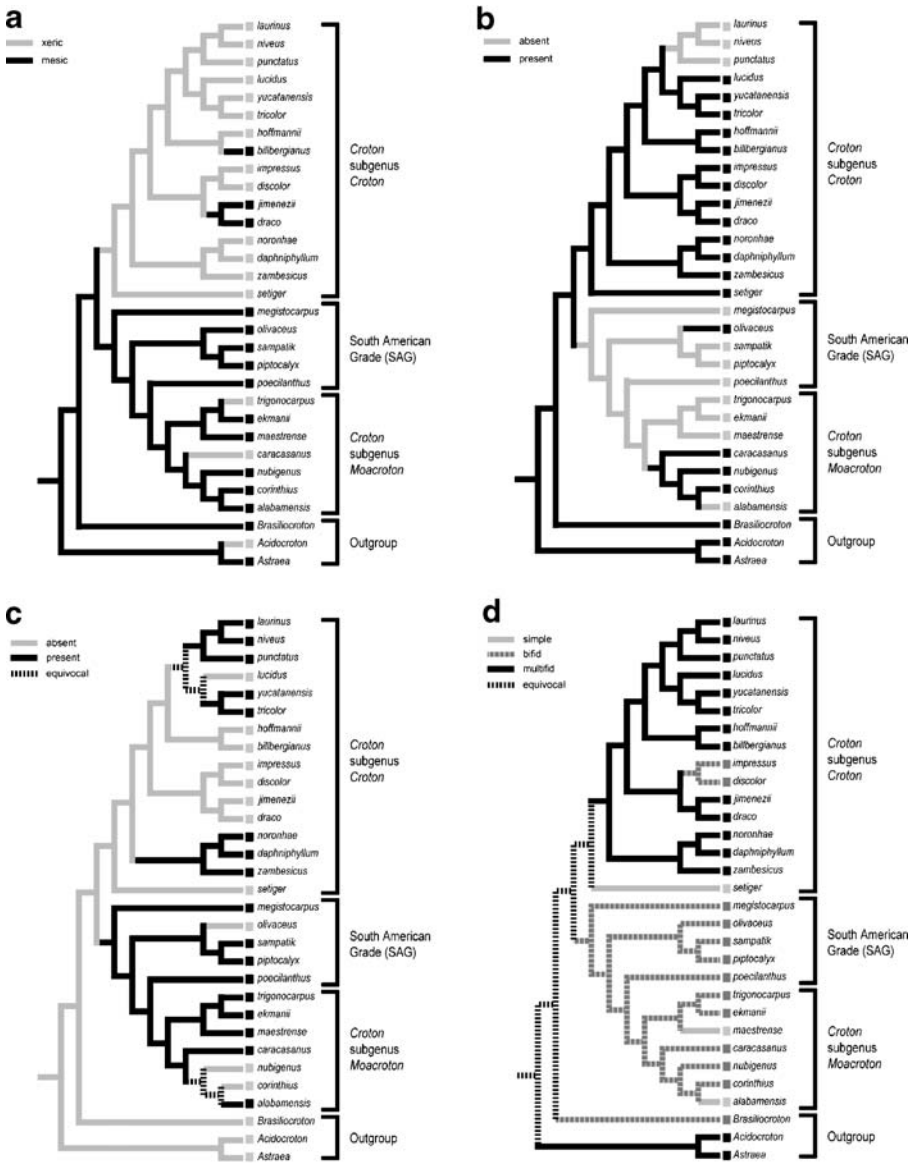 a
xeric
mesic
laurinus
niveus
punctatus
lucidus
yucatanensis
tricolor
hoffmannii
billbergianus
impressus
discolor
jimenezii
draco
noronhae
daphniphyllum
zambesicus
setiger
megistocarpus
olivaceus
sampatik
piptocalyx
poecilanthus
trigonocarpus
ekmanii
maestrense
caracasanus
nubigenus
corinthius
alabamensis
Brasiliocroton
Acidocroton
Astraea
Croton
subgenus
Croton
South American
Grade (SAG)
Croton
subgenus
Moacroton
Outgroup
b
absent
present
laurinus
niveus
punctatus
lucidus
yucatanensis
tricolor
hoffmannii
billbergianus
impressus
discolor
jimenezii
draco
noronhae
daphniphyllum
zambesicus
setiger
megistocarpus
olivaceus
sampatik
piptocalyx
poecilanthus
trigonocarpus
ekmanii
maestrense
caracasanus
nubigenus
corinthius
alabamensis
Brasiliocroton
Acidocroton
Astraea
Croton
subgenus
Croton
South American
Grade (SAG)
Croton
subgenus
Moacroton
Outgroup
c
absent
present
equivocal
laurinus
niveus
punctatus
lucidus
yucatanensis
tricolor
hoffmannii
billbergianus
impressus
discolor
jimenezii
draco
noronhae
daphniphyllum
zambesicus
setiger
megistocarpus
olivaceus
sampatik
piptocalyx
poecilanthus
trigonocarpus
ekmanii
maestrense
caracasanus
nubigenus
corinthius
alabamensis
Brasiliocroton
Acidocroton
Astraea
Croton
subgenus
Croton
South American
Grade (SAG)
Croton
subgenus
Moacroton
Outgroup
d
simple
bifid
multifid
equivocal
laurinus
niveus
punctatus
lucidus
yucatanensis
tricolor
hoffmannii
billbergianus
impressus
discolor
jimenezii
draco
noronhae
daphniphyllum
zambesicus
setiger
megistocarpus
olivaceus
sampatik
piptocalyx
poecilanthus
trigonocarpus
ekmanii
maestrense
caracasanus
nubigenus
corinthius
alabamensis
Brasiliocroton
Acidocroton
Astraea
Croton
subgenus
Croton
South American
Grade (SAG)
Croton
subgenus
Moacroton
Outgroup